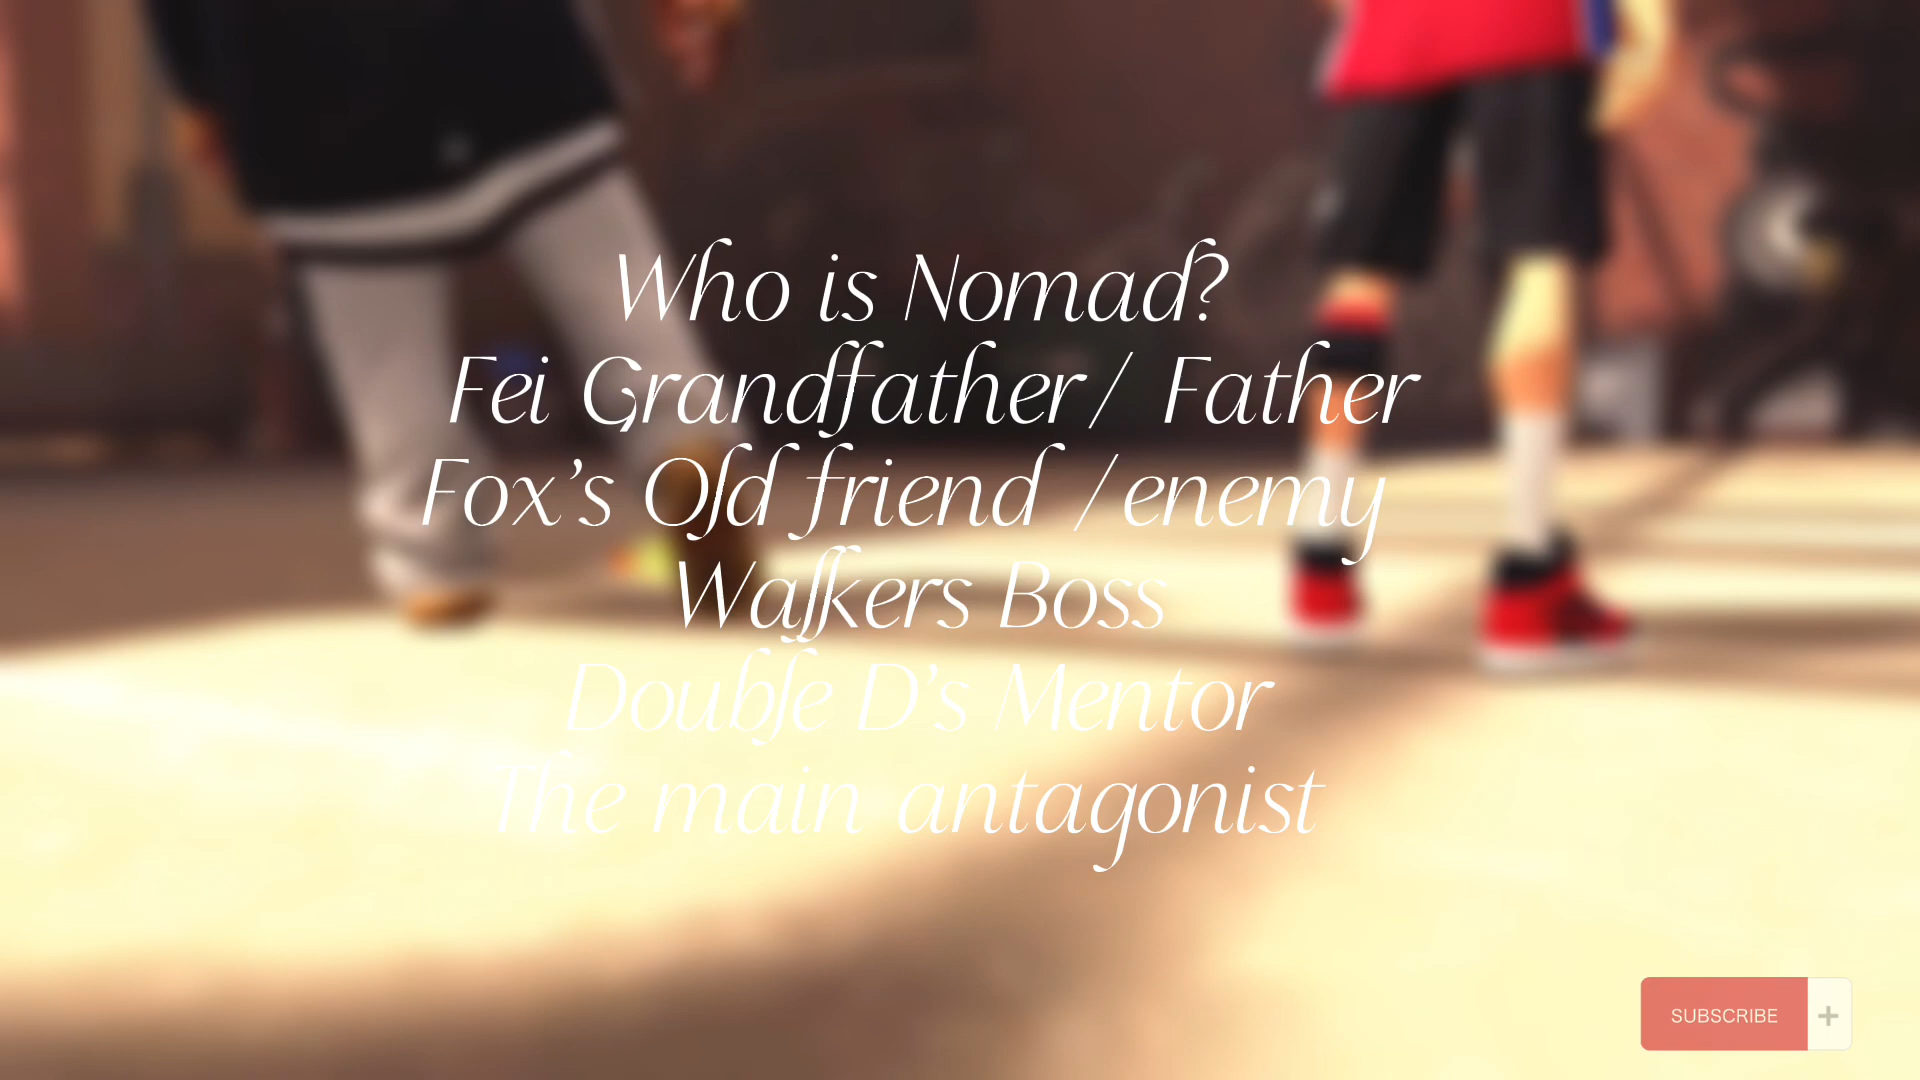 Who is Nomad?
Fei Grandfather/ Father
Fox's Old friend /enemy
Walkers Boss
Double D's Mentor
The main antagonist
SUBSCRIBE +